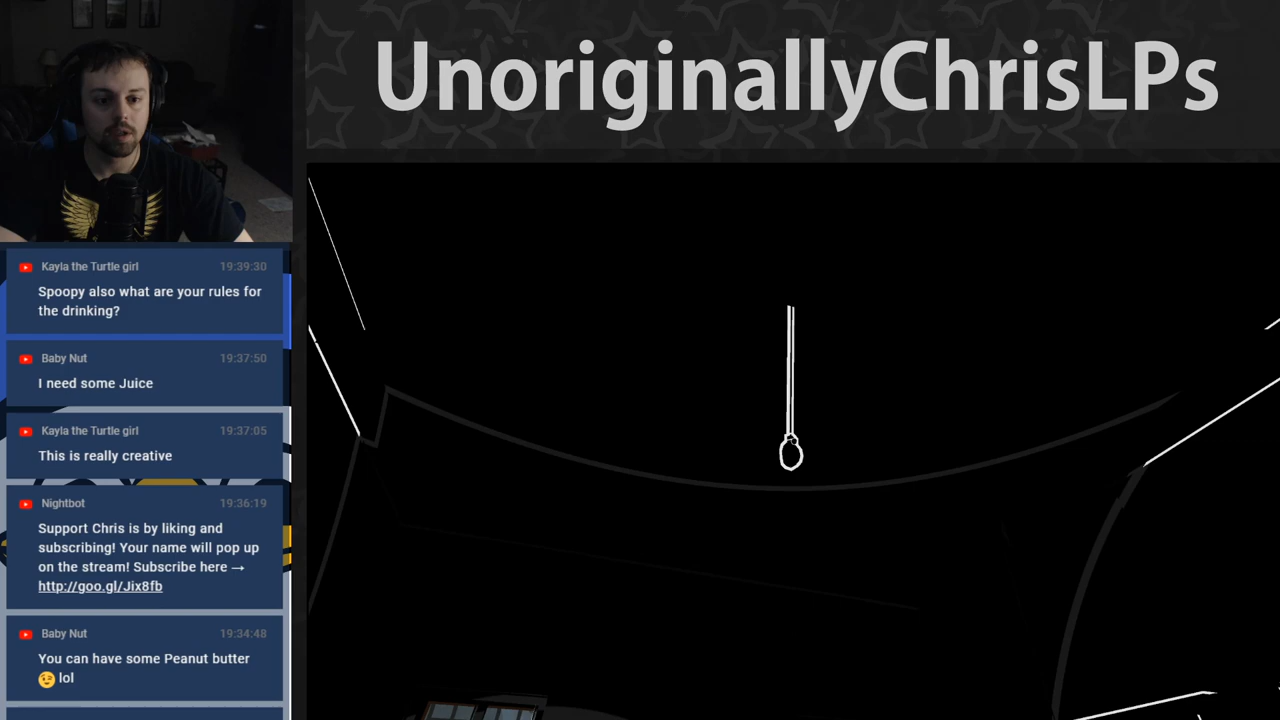 UnoriginallyChrisLPs
Kayla the Turtle girl 19:39:30
Spoopy also what are your rules for
the drinking?
Baby Nut 19:37:50
I need some Juice
Kayla the Turtle girl 19:37:05
This is really creative
Nightbot 19:36:19
Support Chris is by liking and
subscribing! Your name will pop up
on the stream! Subscribe here →
http://goo.gl/Jix8fb
Baby Nut 19:34:48
You can have some Peanut butter
😉 lol